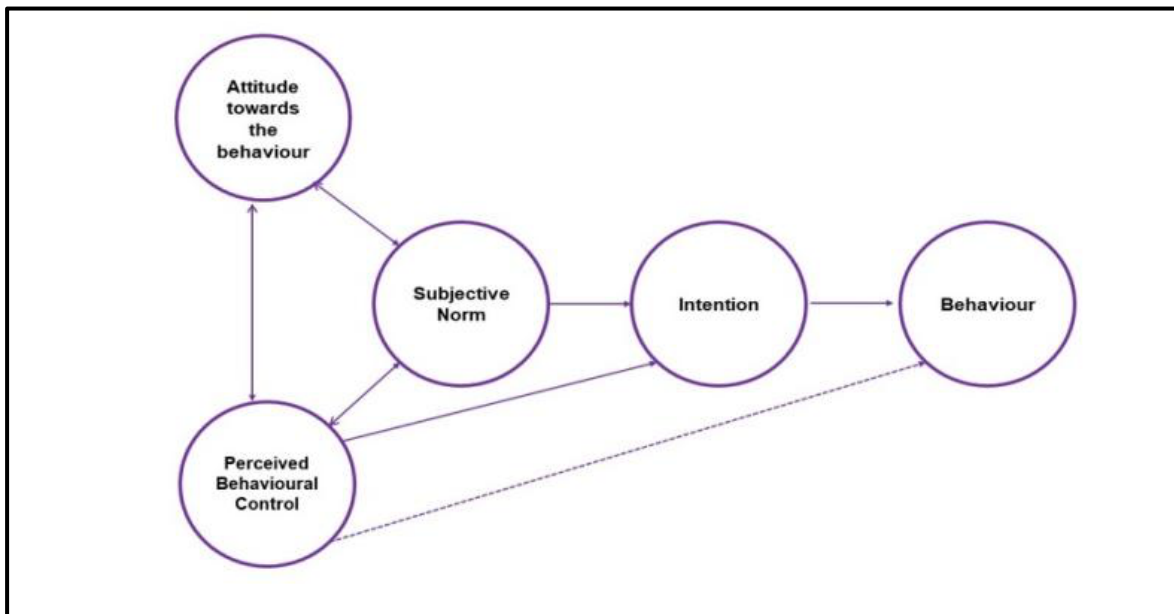 Attitude
towards
the
behaviour
Subjective
Norm
Intention
Behaviour
Perceived
Behavioural
Control